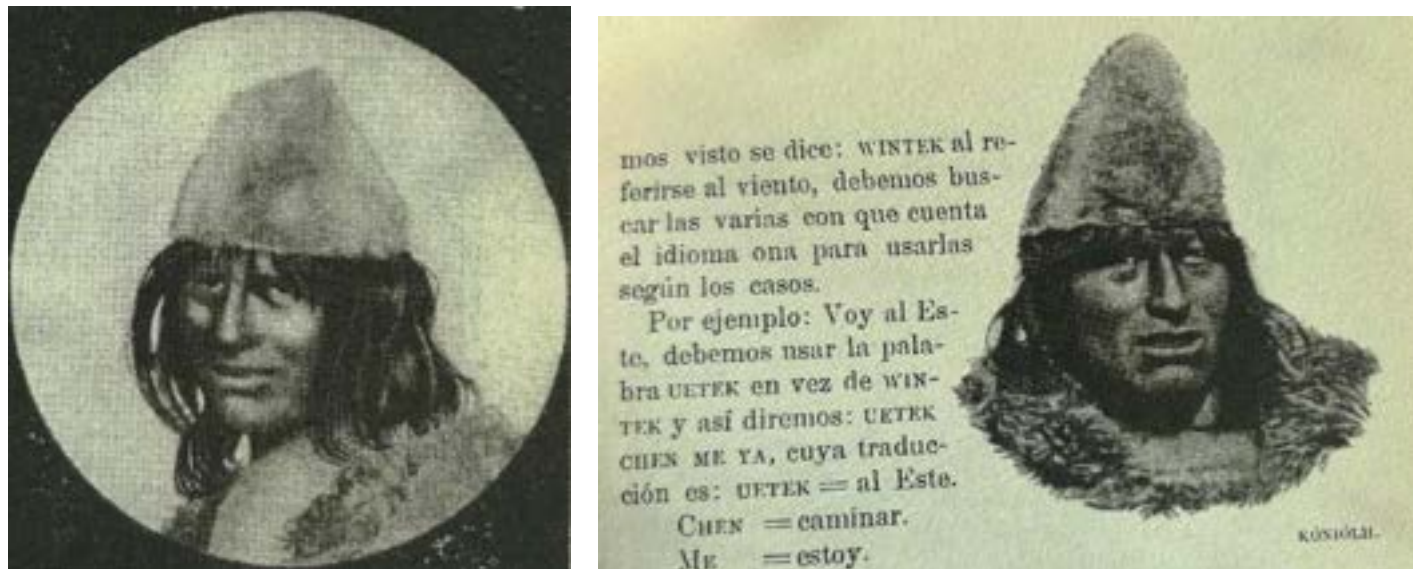 mos visto se dice: WINTEK al re-
ferirse al viento, debemos bus-
car las varias con que cuenta
el idioma ona para usarlas
según los casos.
Por ejemplo: Voy al Es-
te, debemos usar la pala-
bra UETEK en vez de WIN-
TEK y así diremos: UETEK
CHEN ME YA, cuya traduc-
ción es: UETEK = al Este.
CHEN = caminar.
ME = estoy.